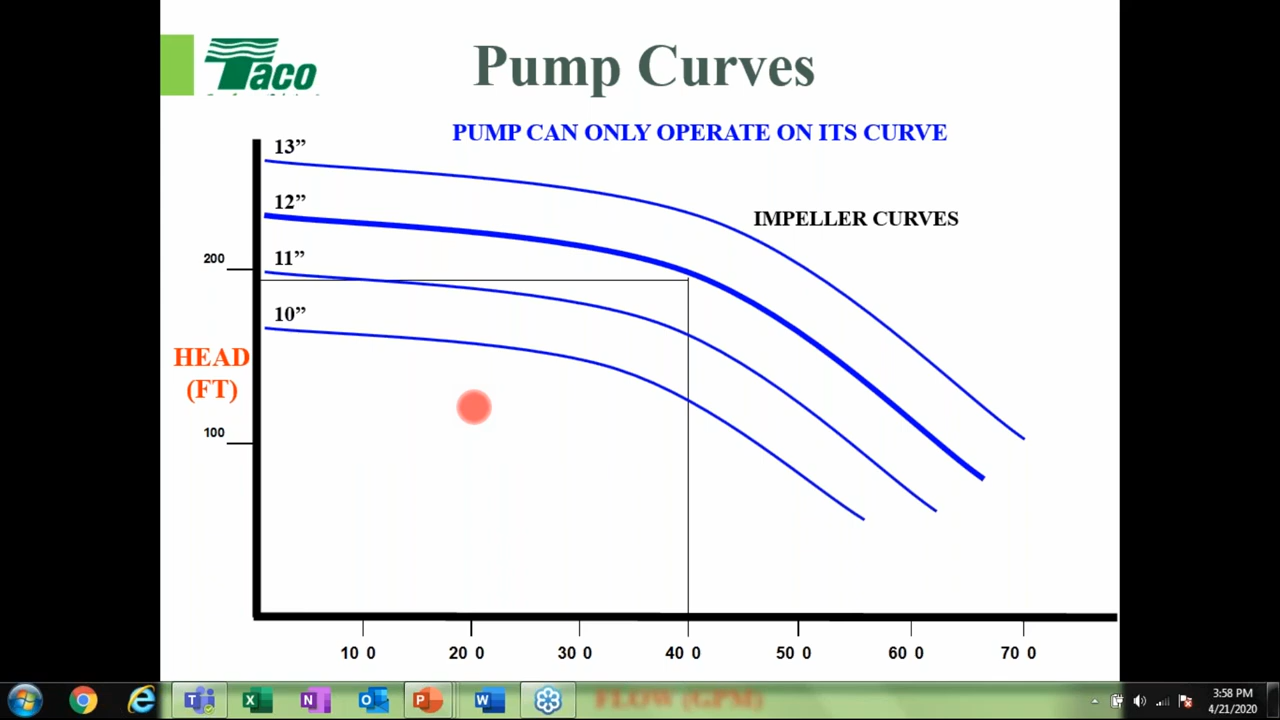 Taco
Pump Curves
PUMP CAN ONLY OPERATE ON ITS CURVE
13”
12”
IMPELLER CURVES
11”
200
10”
HEAD
(FT)
100
10 0 20 0 30 0 40 0 50 0 60 0 70 0
FLOW (GPM)
3:58 PM
4/21/2020